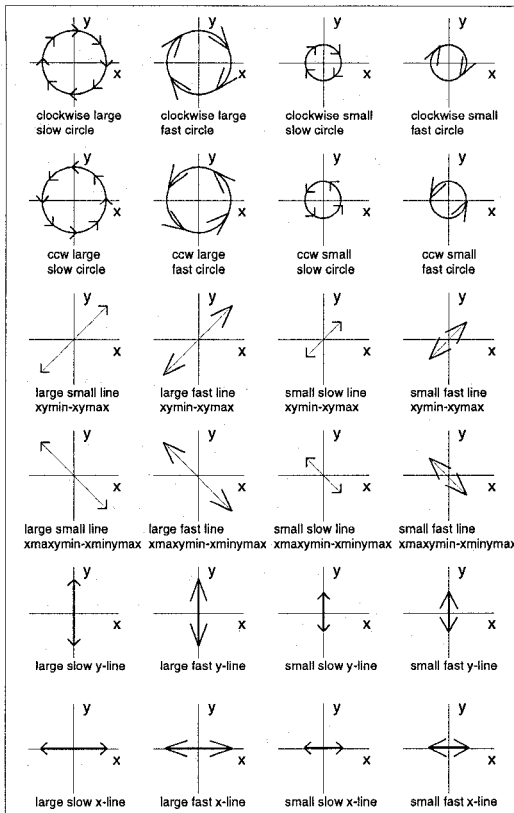 y y y y
x x x x
clockwise large clockwise large clockwise small clockwise small
slow circle fast circle slow circle fast circle
y y y y
x x x x
ccw large ccw large ccw small ccw small
slow circle fast circle slow circle fast circle
y y y y
x x x x
large small line large fast line small slow line small fast line
xymin-xymax xymin-xymax xymin-xymax xymin-xymax
y y y y
x x x x
large small line large fast line small slow line small fast line
xmaxymin-xminymax xmaxymin-xminymax xmaxymin-xminymax xmaxymin-xminymax
y y y y
x x x x
large slow y-line large fast y-line small slow y-line small fast y-line
y y y y
x x x x
large slow x-line large fast x-line small slow x-line small fast x-line